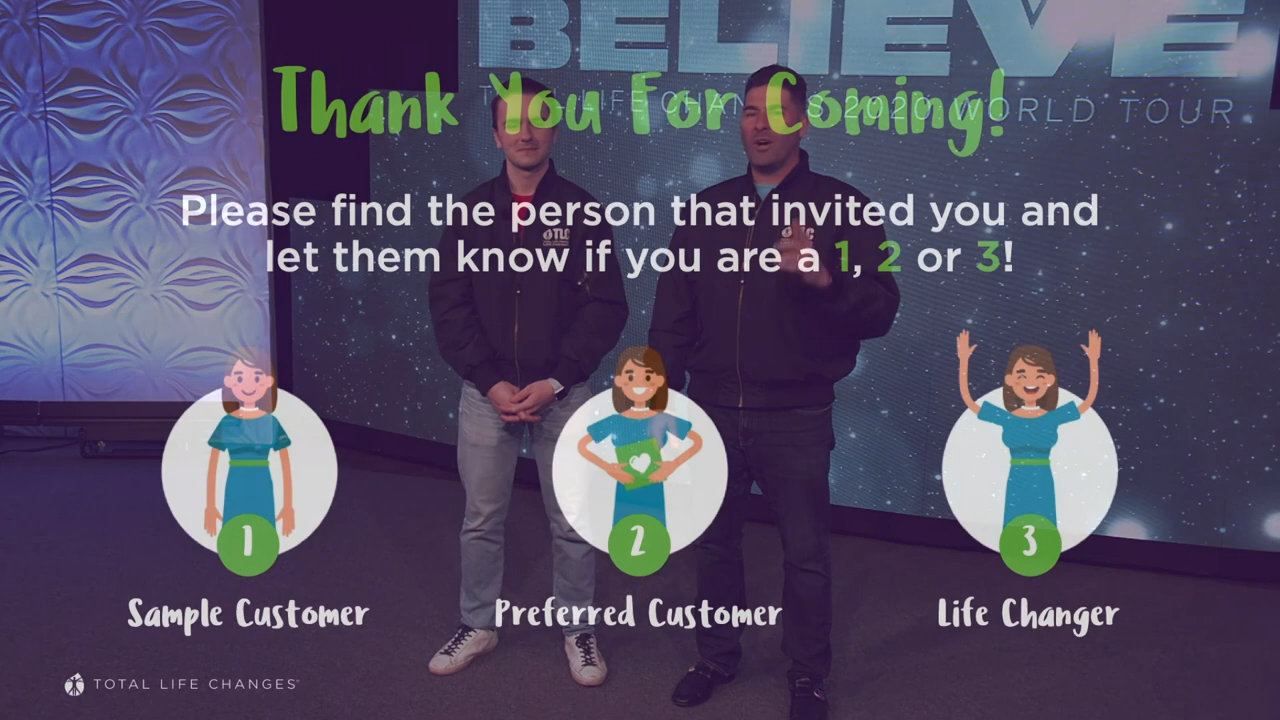 BELIEVE
TOTAL LIFE CHANGES 2020 WORLD TOUR
Thank You For Coming!
Please find the person that invited you and
let them know if you are a 1, 2 or 3!
TLC
1
2
3
Sample Customer
Preferred Customer
Life Changer
TOTAL LIFE CHANGES